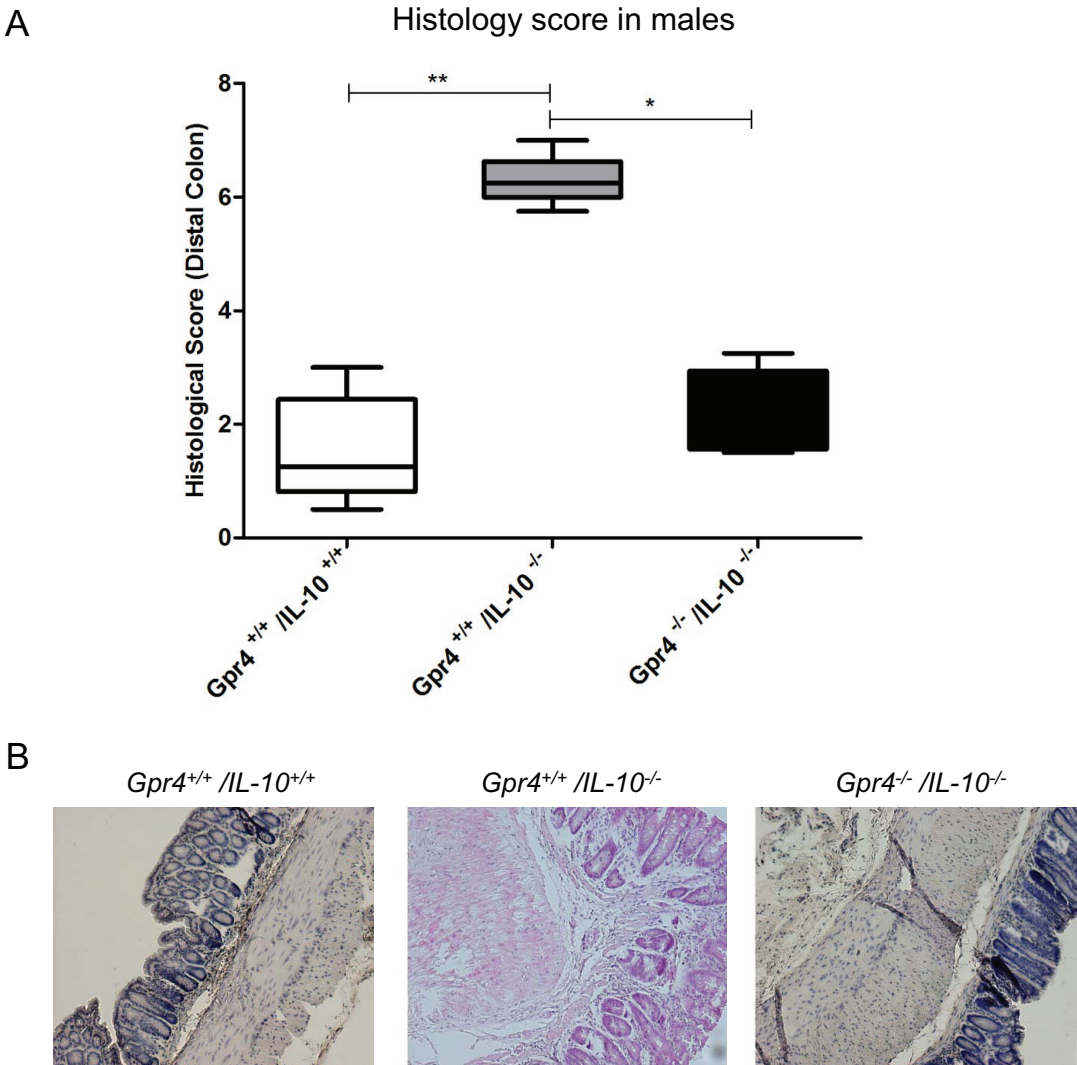 A
Histology score in males
Histological Score (Distal Colon)
8
6
4
2
0
**
*
Gpr4 +/+ /IL-10 +/+
Gpr4 +/+ /IL-10 -/-
Gpr4 -/- /IL-10 -/-
B
Gpr4+/+ /IL-10+/+
Gpr4+/+ /IL-10-/-
Gpr4-/- /IL-10-/-